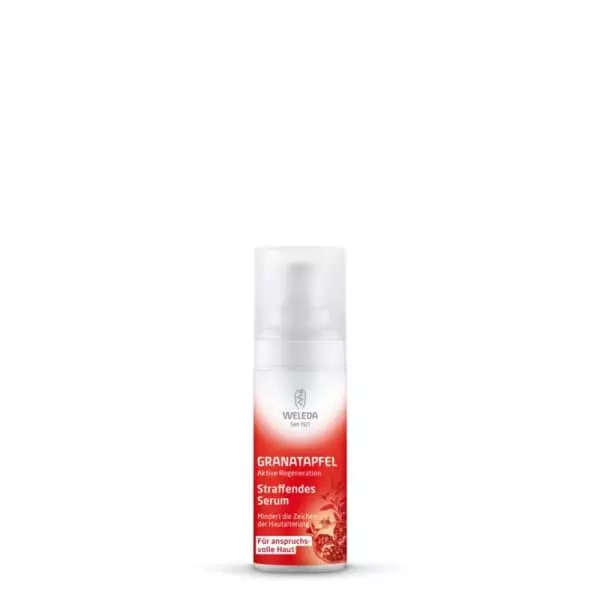 WELEDA
Seit 1921
GRANATAPFEL
Aktive Regeneration
Straffendes
Serum
Mindert die Zeichen
der Hautalterung
Für anspruchs-
volle Haut